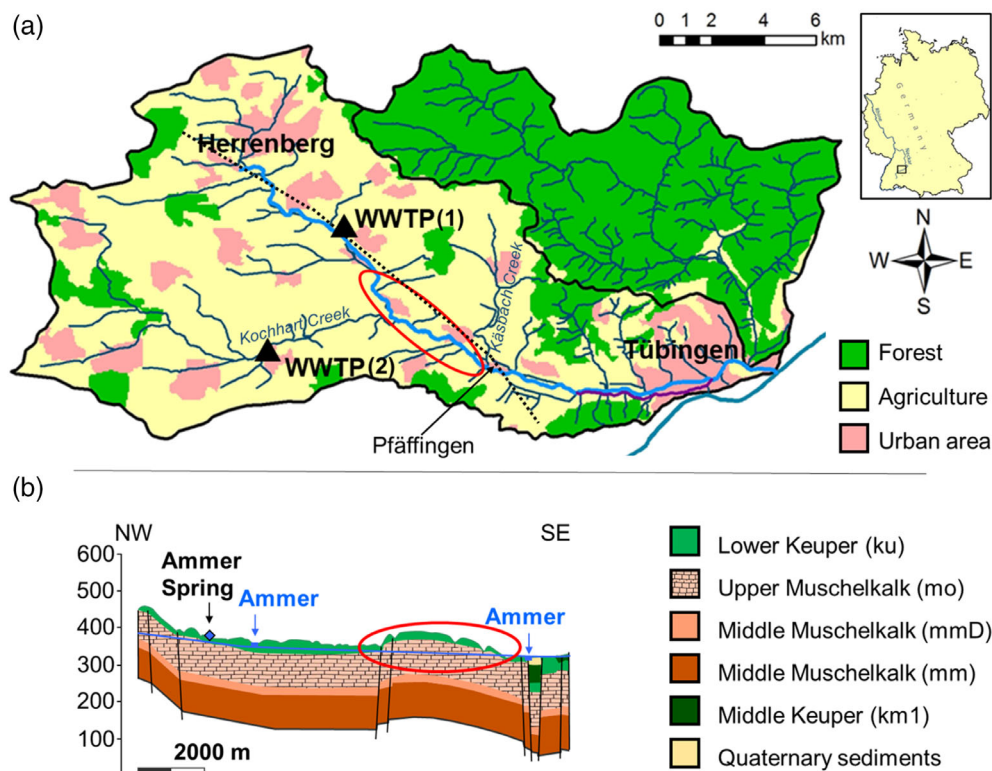 (a)
0 2 4 6
km
Germany
Herrenberg
WWTP(1)
Käsbach Creek
Kochhart Creek
WWTP(2)
Tübingen
Pfäffingen
N
W E
S
Forest
Agriculture
Urban area
(b)
NW SE
600
500
400
300
200
100
Ammer
Spring
Ammer
Ammer
2000 m
Lower Keuper (ku)
Upper Muschelkalk (mo)
Middle Muschelkalk (mmD)
Middle Muschelkalk (mm)
Middle Keuper (km1)
Quaternary sediments